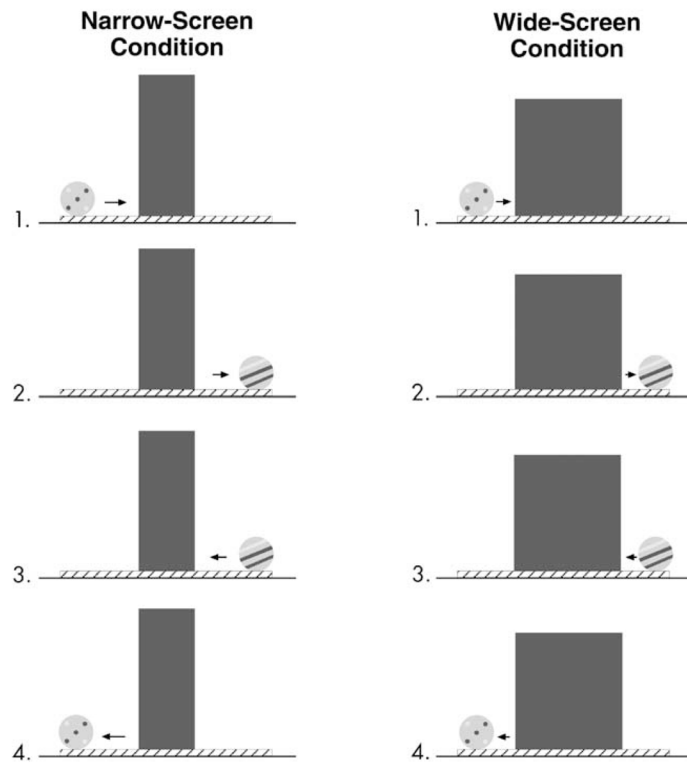 Narrow-Screen
Condition
Wide-Screen
Condition
1.
1.
2.
2.
3.
3.
4.
4.